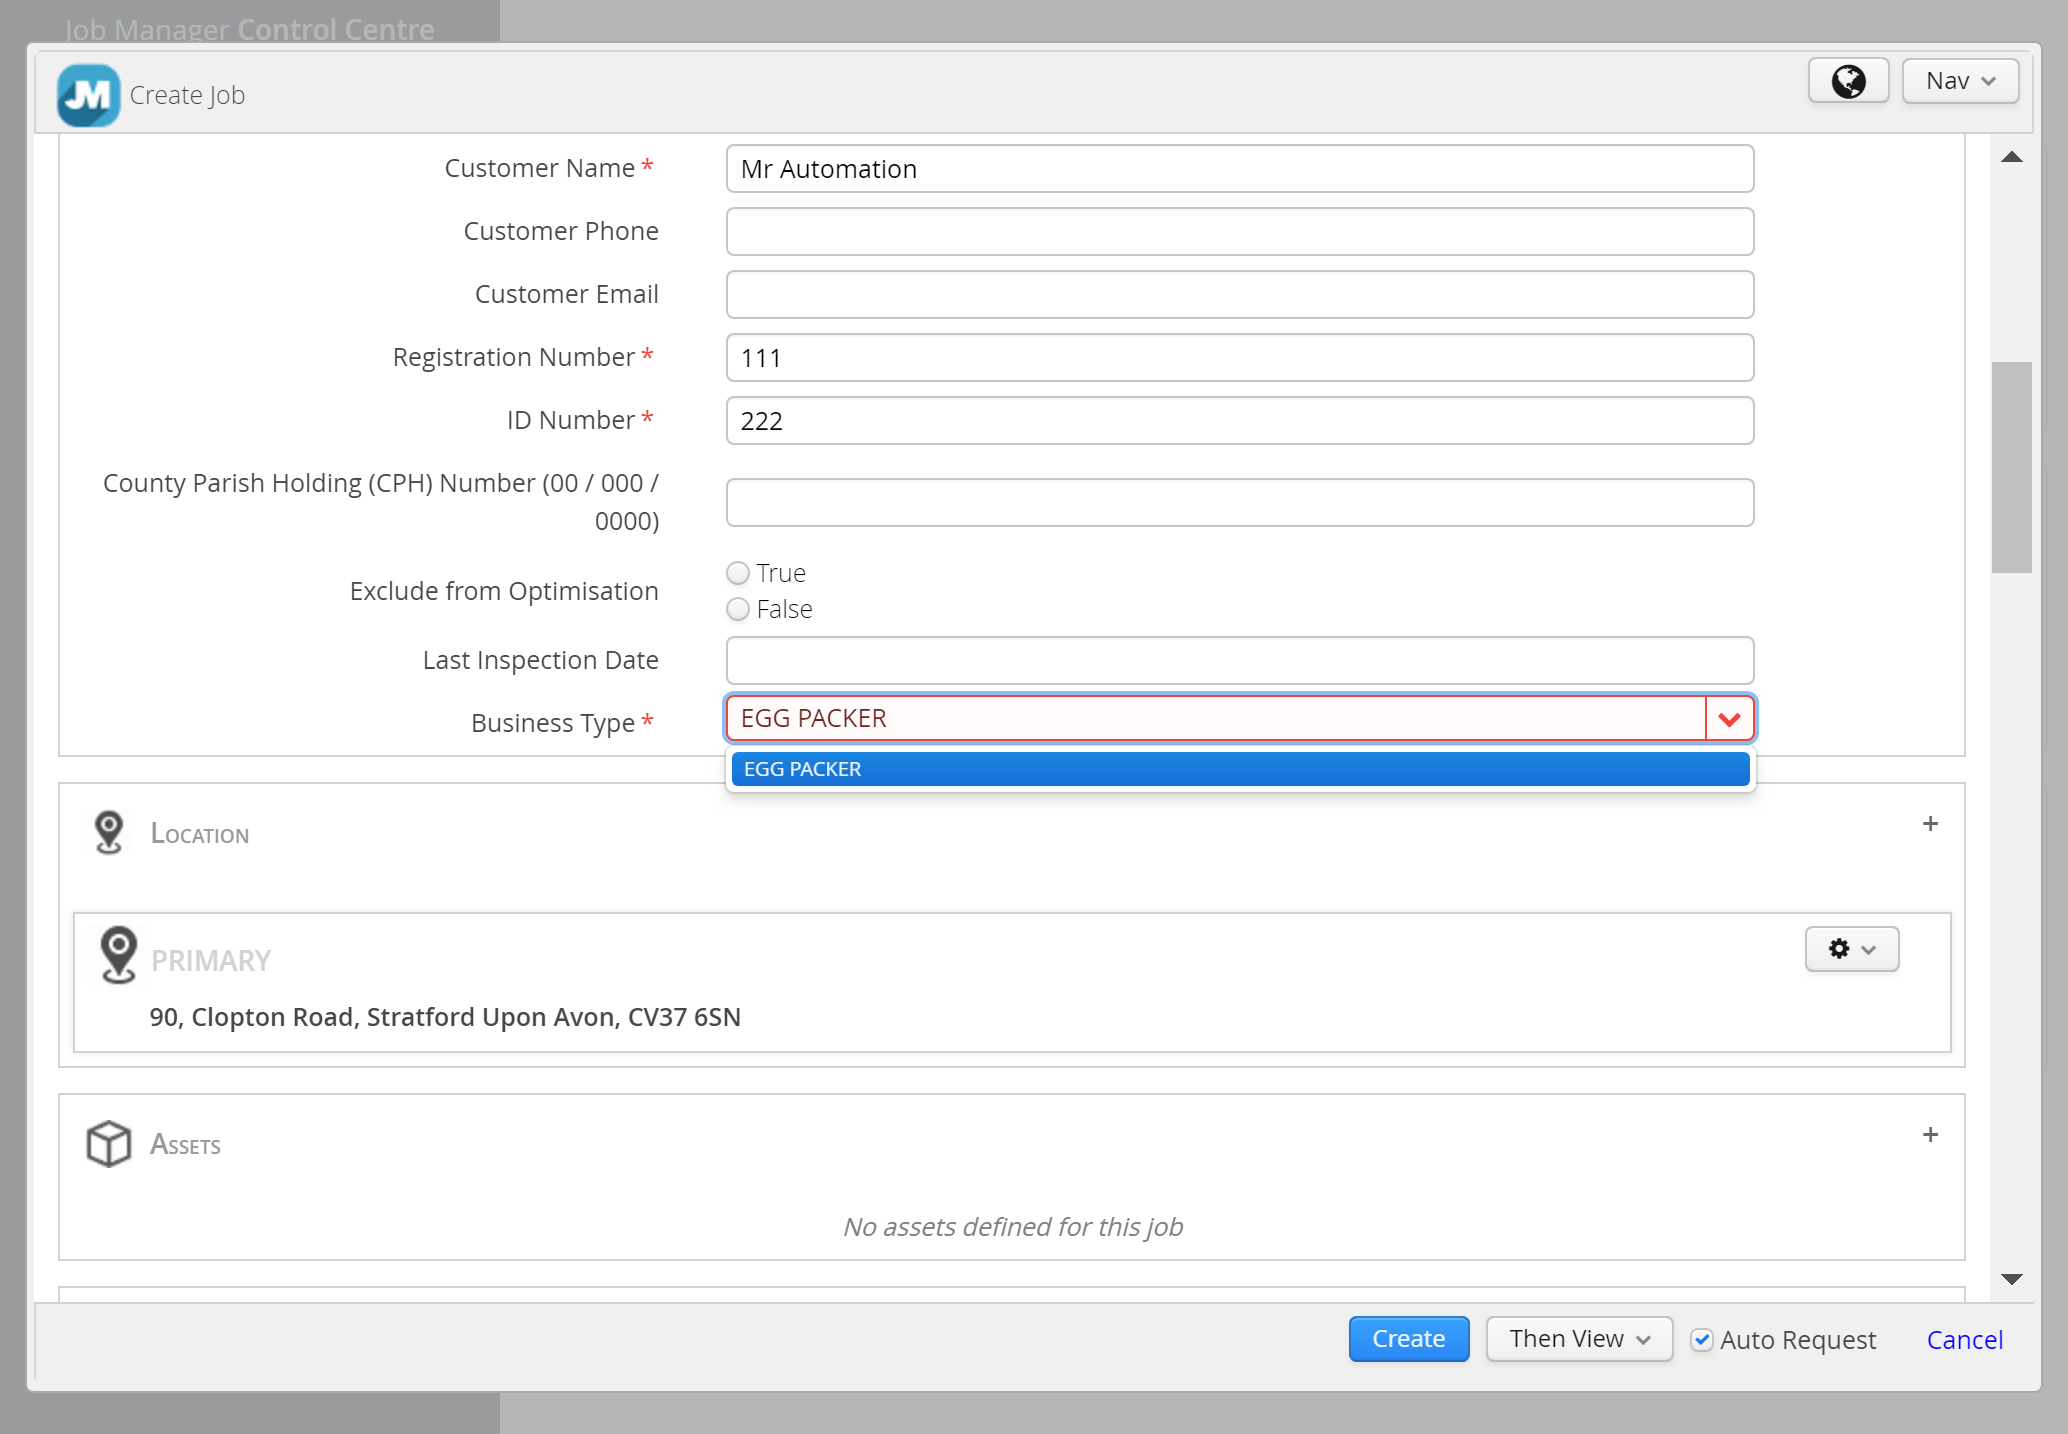 Job Manager Control Centre
JM Create Job
Nav
Customer Name *
Mr Automation
Customer Phone
Customer Email
Registration Number *
111
ID Number *
222
County Parish Holding (CPH) Number (00 / 000 /
0000)
Exclude from Optimisation
True
False
Last Inspection Date
Business Type *
EGG PACKER
EGG PACKER
Location
+
PRIMARY
90, Clopton Road, Stratford Upon Avon, CV37 6SN
Assets
+
No assets defined for this job
Create
Then View
Auto Request
Cancel